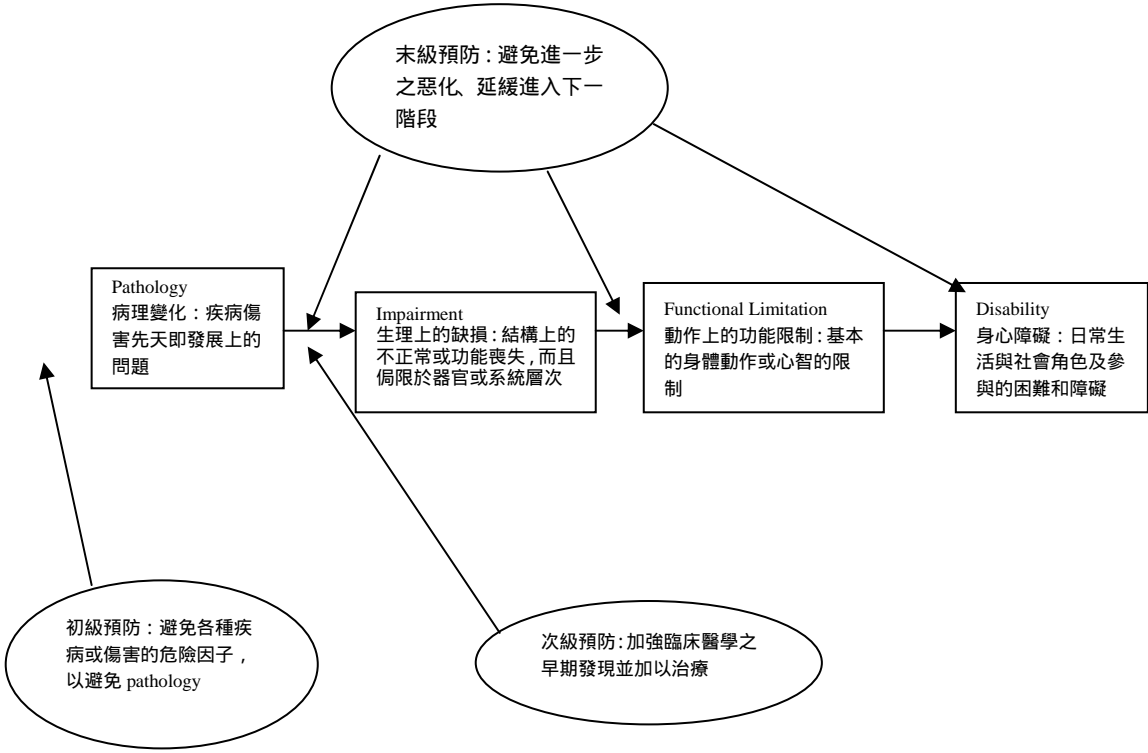 末級預防：避免進一步
之惡化、延緩進入下一
階段
Pathology
病理變化：疾病傷
害先天即發展上的
問題
Impairment
生理上的缺損：結構上的
不正常或功能喪失，而且
侷限於器官或系統層次
Functional Limitation
動作上的功能限制：基本
的身體動作或心智的限
制
Disability
身心障礙：日常生
活與社會角色及參
與的困難和障礙
初級預防：避免各種疾
病或傷害的危險因子，
以避免 pathology
次級預防：加強臨床醫學之
早期發現並加以治療